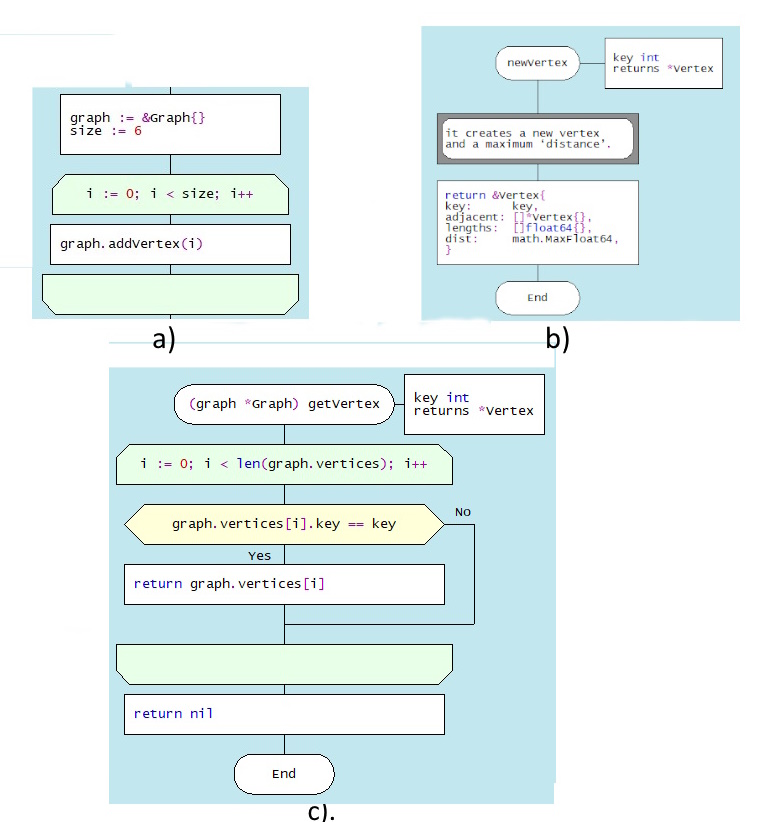 graph := &Graph{}
size := 6
i := 0; i < size; i++
graph.addVertex(i)
a)
newVertex
key int
returns *Vertex
it creates a new vertex
and a maximum ‘distance’.
return &Vertex{
key: key,
adjacent: []*Vertex{},
lengths: []float64{},
dist: math.MaxFloat64,
}
End
b)
(graph *Graph) getVertex
key int
returns *Vertex
i := 0; i < len(graph.vertices); i++
graph.vertices[i].key == key
No
Yes
return graph.vertices[i]
return nil
End
c).